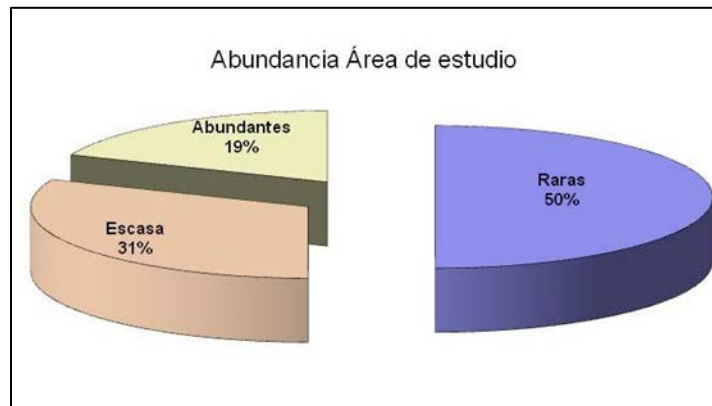 Abundancia Área de estudio
Abundantes
19%
Raras
50%
Escasa
31%